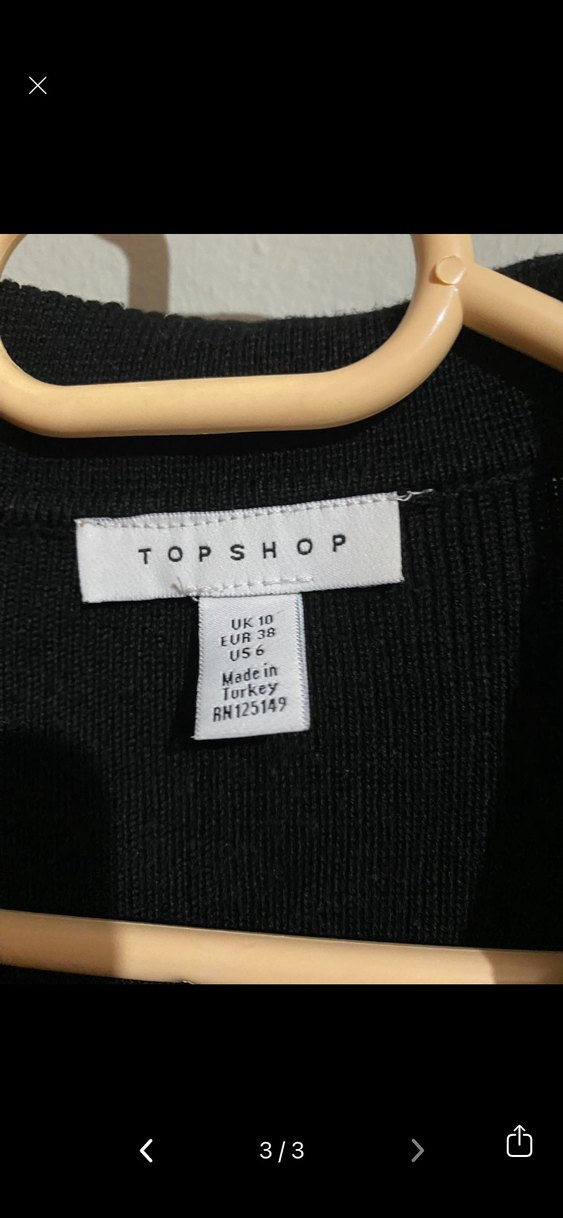 TOPSHOP
UK 10
EUR 38
US 6
Made in
Turkey
RN125149
3/3